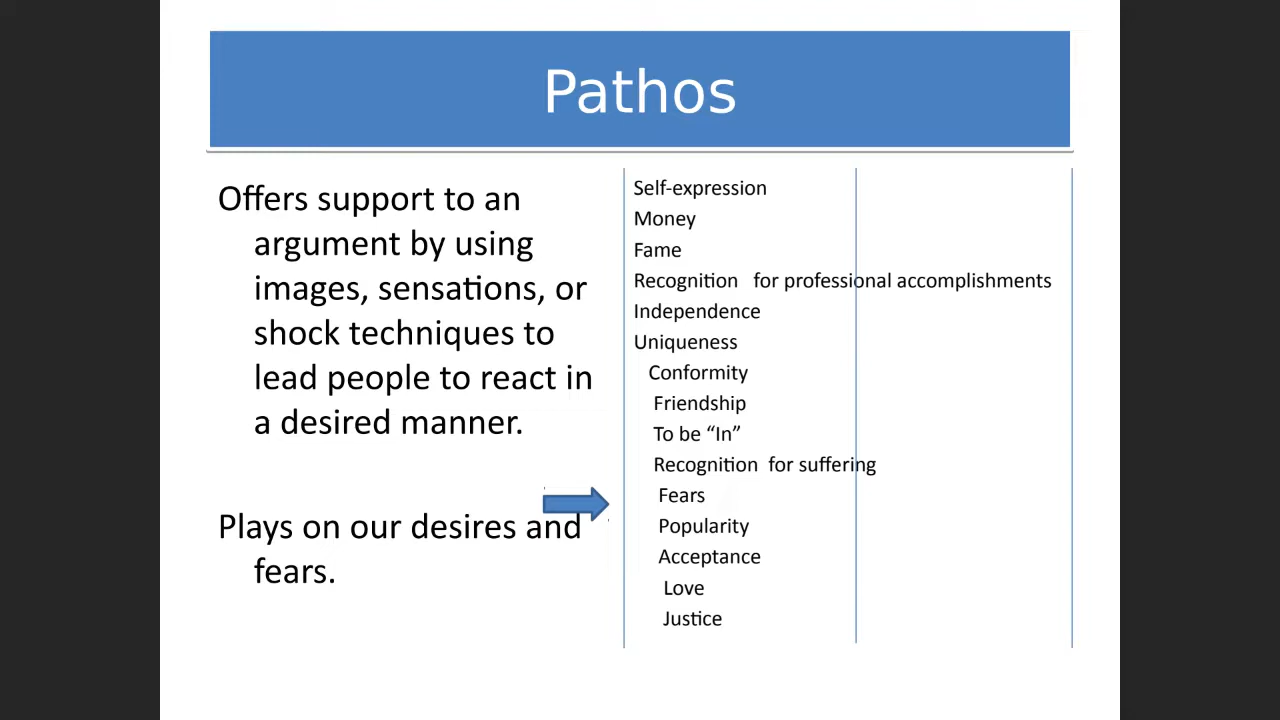 Pathos
Offers support to an
argument by using
images, sensations, or
shock techniques to
lead people to react in
a desired manner.
Plays on our desires and
fears.
Self-expression
Money
Fame
Recognition for professional accomplishments
Independence
Uniqueness
Conformity
Friendship
To be “In”
Recognition for suffering
Fears
Popularity
Acceptance
Love
Justice